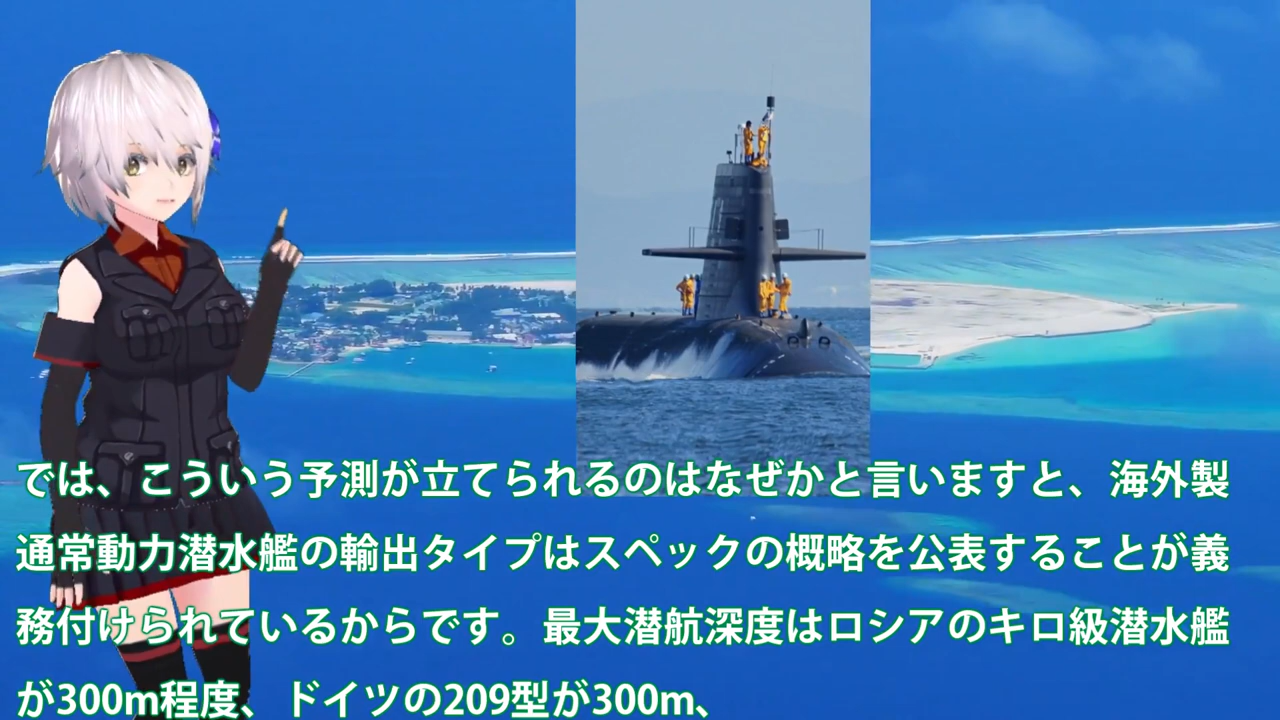 では、こういう予測が立てられるのはなぜかと言いますと、海外製
通常動力潜水艦の輸出タイプはスペックの概略を公表することが義
務付けられているからです。最大潜航深度はロシアのキロ級潜水艦
が300m程度、ドイツの209型が300m、